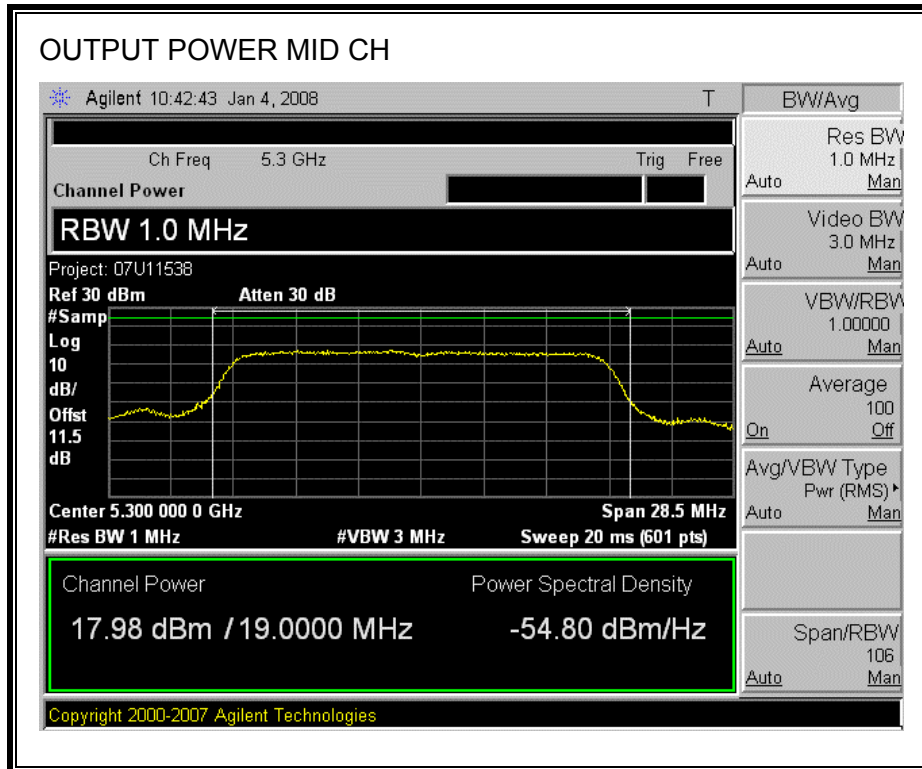 OUTPUT POWER MID CH
Agilent 10:42:43 Jan 4, 2008 T
Ch Freq 5.3 GHz Trig Free
Channel Power
RBW 1.0 MHz
Project: 07U11538
Ref 30 dBm Atten 30 dB
#Samp
Log
10
dB/
Offst
11.5
dB
Center 5.300 000 0 GHz Span 28.5 MHz
#Res BW 1 MHz #VBW 3 MHz Sweep 20 ms (601 pts)
Channel Power Power Spectral Density
17.98 dBm / 19.0000 MHz -54.80 dBm/Hz
Copyright 2000-2007 Agilent Technologies
BW/Avg
Res BW
1.0 MHz
Auto Man
Video BW
3.0 MHz
Auto Man
VBW/RBW
1.00000
Auto Man
Average
100
On Off
Avg/VBW Type
Pwr (RMS)
Auto Man
Span/RBW
106
Auto Man